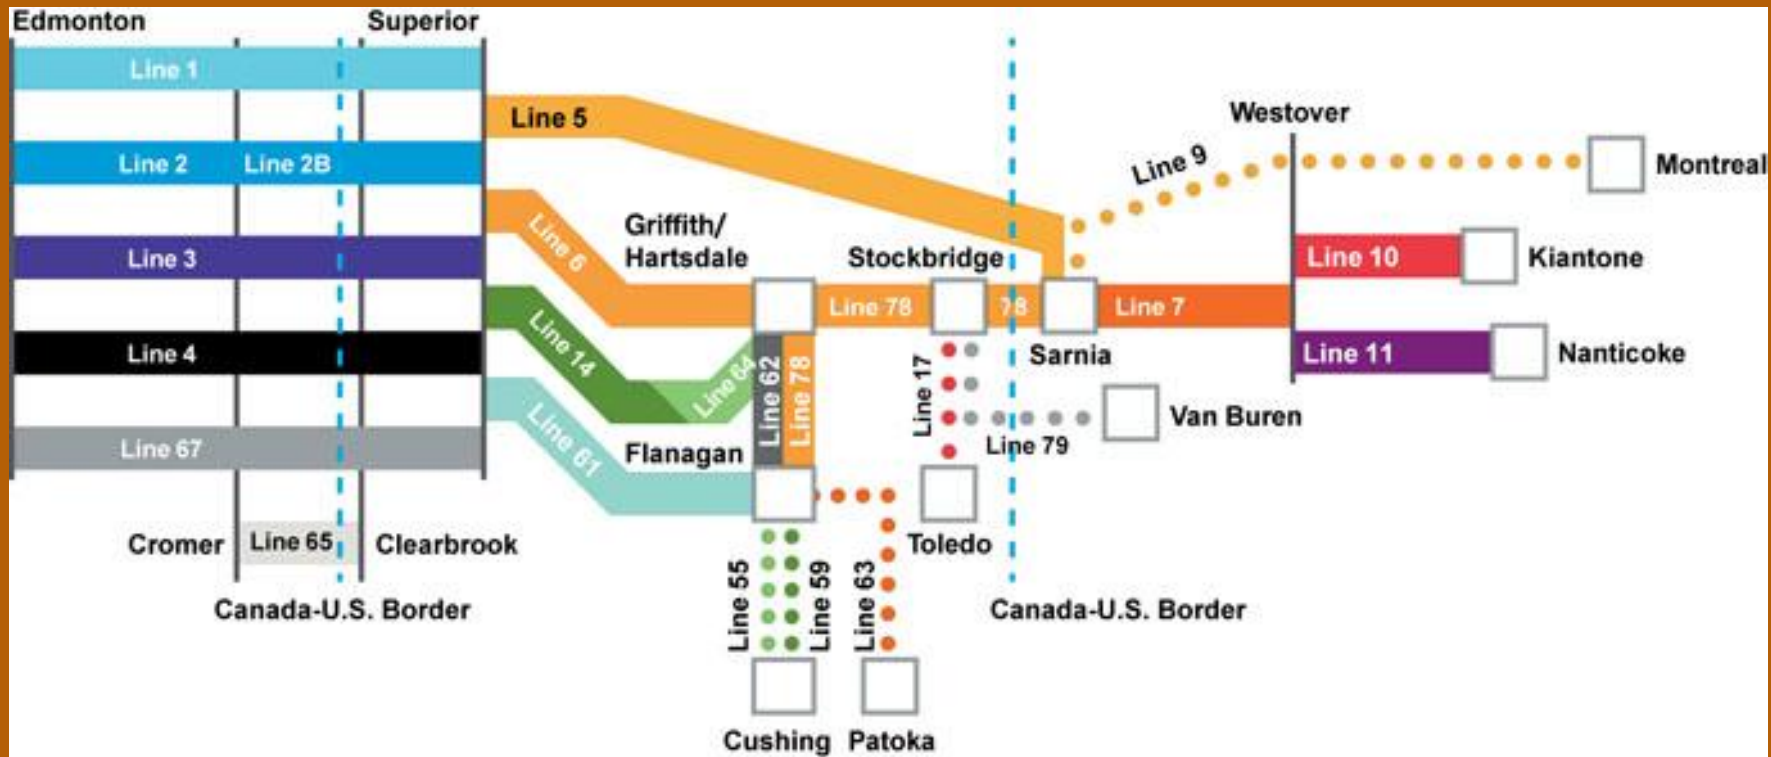 Edmonton
Superior
Line 1
Line 5
Westover
Line 9
Montreal
Line 2
Line 2B
Line 6
Griffith/
Hartsdale
Stockbridge
Line 3
Line 10
Kiantone
Line 78
78
Line 7
Sarnia
Line 14
Line 64
Line 62
Line 78
Line 4
Line 11
Nanticoke
Line 17
Van Buren
Line 79
Line 61
Flanagan
Line 67
Cromer
Line 65
Clearbrook
Toledo
Canada-U.S. Border
Line 55
Line 59
Line 63
Canada-U.S. Border
Cushing
Patoka